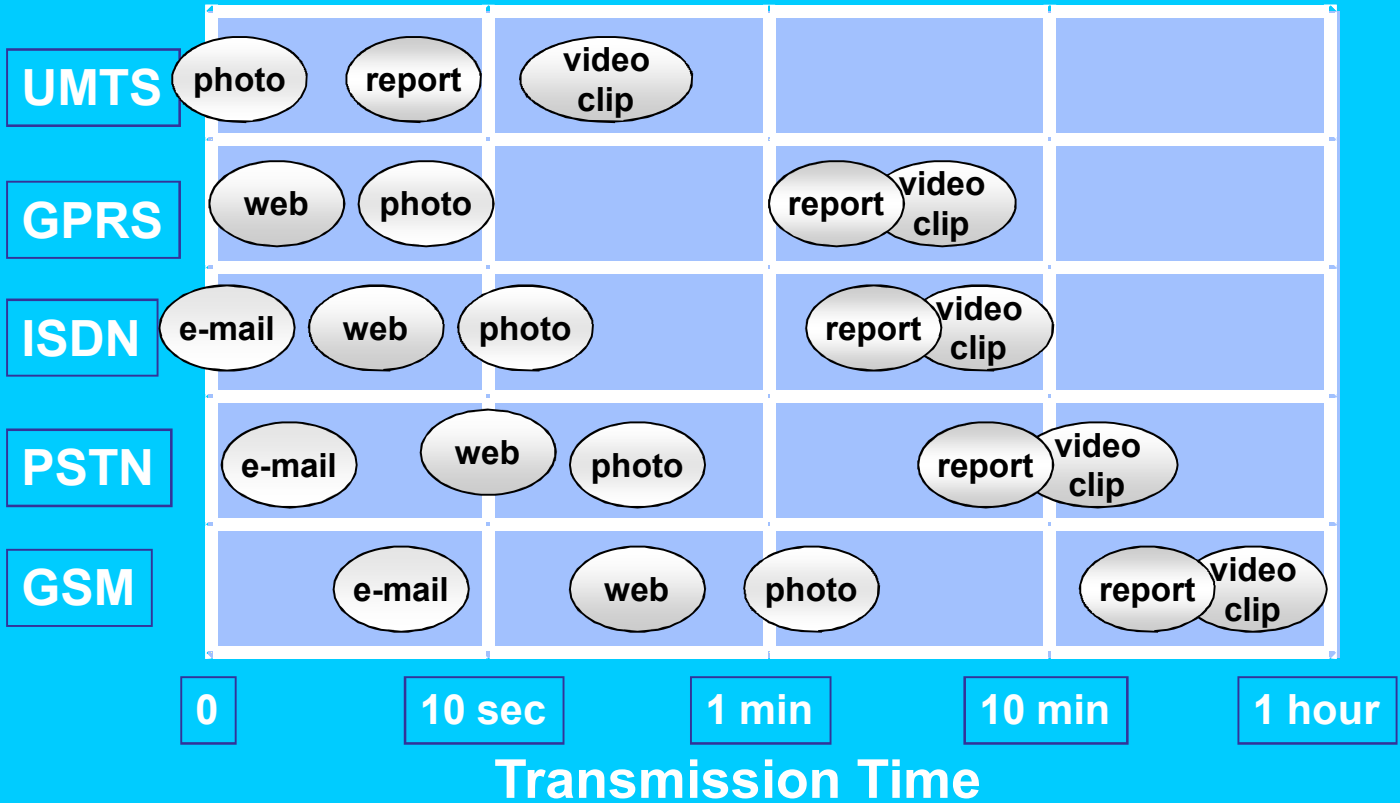 UMTS
photo
report
video
clip
GPRS
web
photo
report
video
clip
ISDN
e-mail
web
photo
report
video
clip
PSTN
e-mail
web
photo
report
video
clip
GSM
e-mail
web
photo
report
video
clip
0
10 sec
1 min
10 min
1 hour
Transmission Time